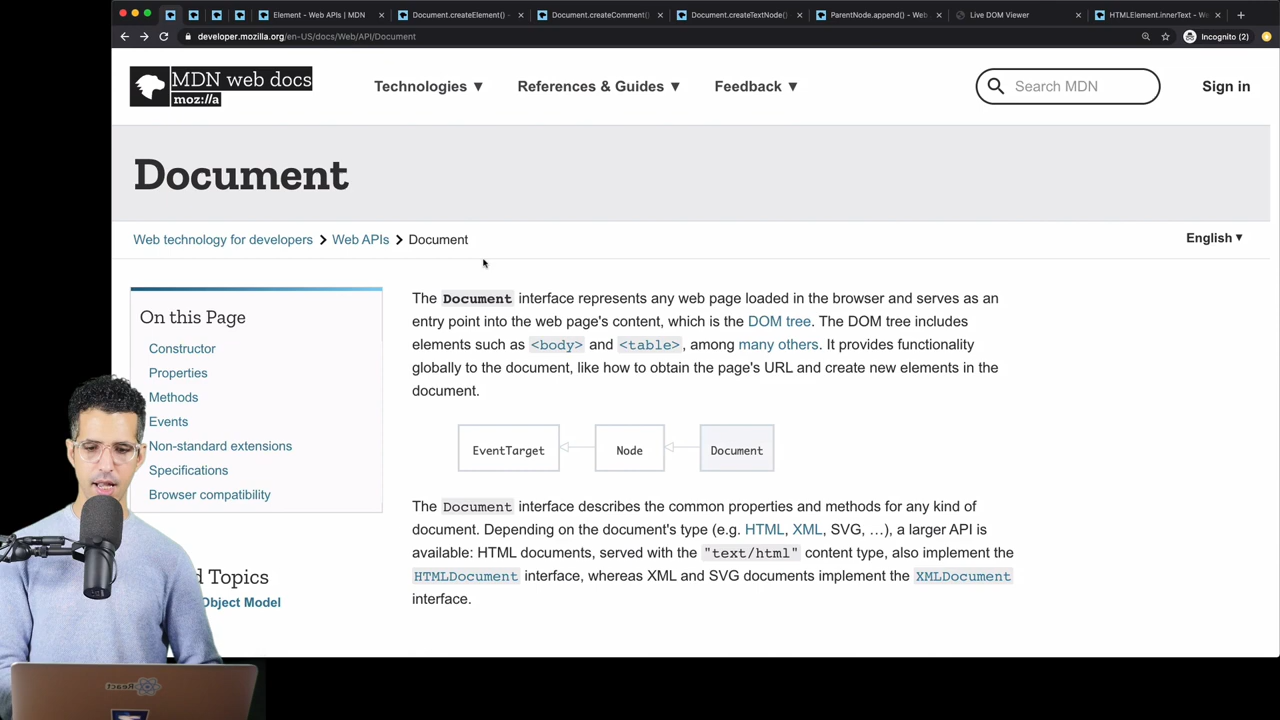 Element - Web APIs | MDN
Document.createElement() -
Document.createComment()
Document.createTextNode()
ParentNode.append() - Web
Live DOM Viewer
HTMLElement.innerText - W
developer.mozilla.org/en-US/docs/Web/API/Document
Incognito (2)
MDN web docs
moz://a
Technologies ▼
References & Guides ▼
Feedback ▼
Search MDN
Sign in
Document
Web technology for developers > Web APIs > Document
English ▼
On this Page
Constructor
Properties
Methods
Events
Non-standard extensions
Specifications
Browser compatibility
d Topics
Object Model
The Document interface represents any web page loaded in the browser and serves as an
entry point into the web page's content, which is the DOM tree. The DOM tree includes
elements such as <body> and <table>, among many others. It provides functionality
globally to the document, like how to obtain the page's URL and create new elements in the
document.
EventTarget
Node
Document
The Document interface describes the common properties and methods for any kind of
document. Depending on the document's type (e.g. HTML, XML, SVG, …), a larger API is
available: HTML documents, served with the "text/html" content type, also implement the
HTMLDocument interface, whereas XML and SVG documents implement the XMLDocument
interface.
React